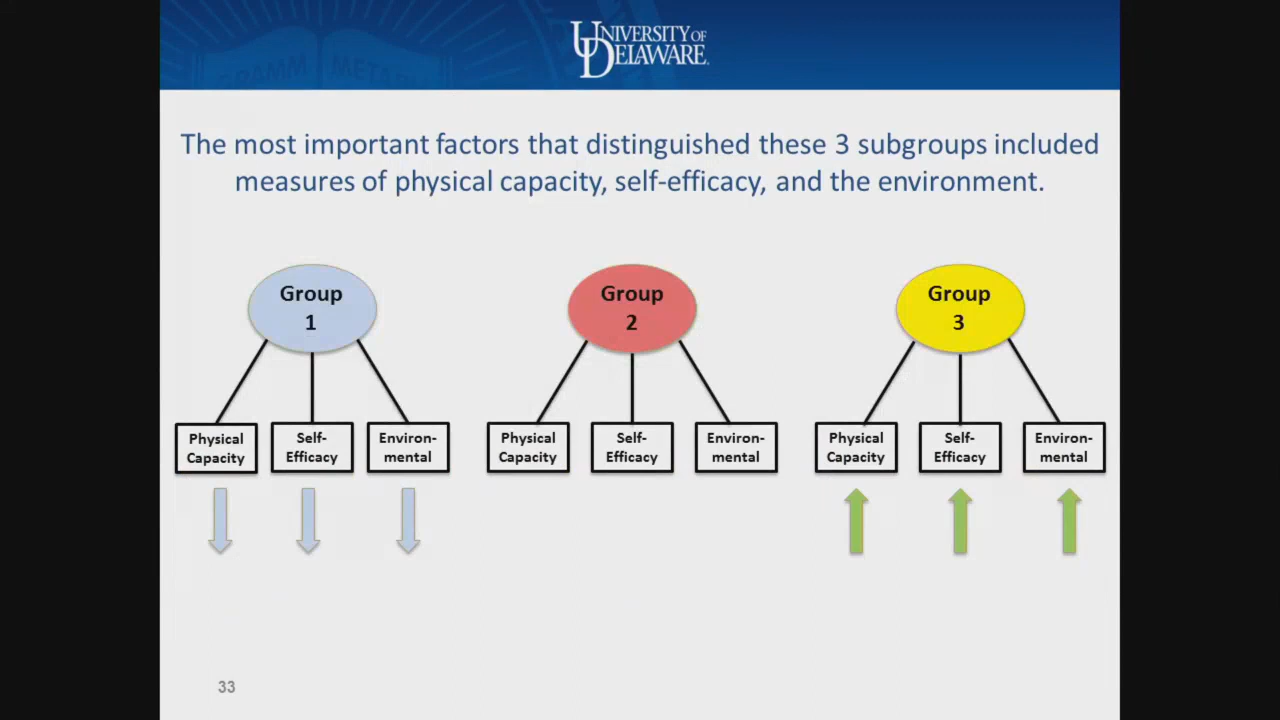 UNIVERSITY OF
DELAWARE.
The most important factors that distinguished these 3 subgroups included
measures of physical capacity, self-efficacy, and the environment.
Group
1
Group
2
Group
3
Physical
Capacity
Self-
Efficacy
Environ-
mental
Physical
Capacity
Self-
Efficacy
Environ-
mental
Physical
Capacity
Self-
Efficacy
Environ-
mental
33